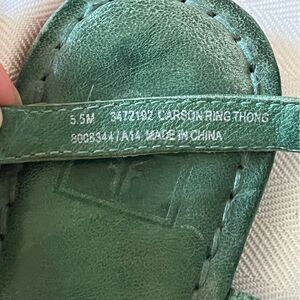 5.5M 3472192 CARSON RING THONG
8008344 / A14 MADE IN CHINA